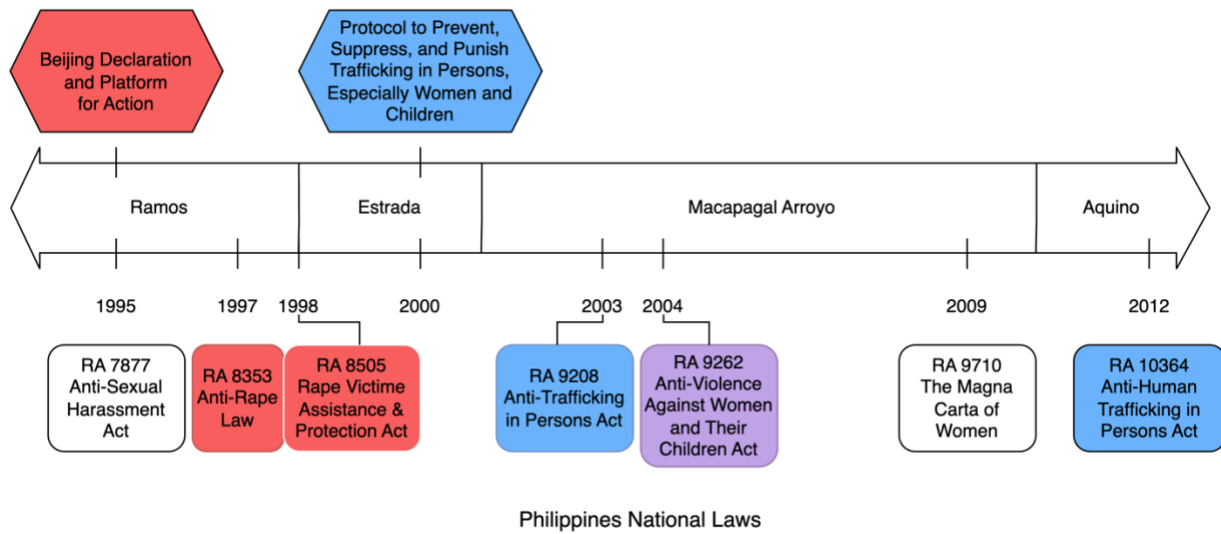 Beijing Declaration
and Platform
for Action
Protocol to Prevent,
Suppress, and Punish
Trafficking in Persons,
Especially Women and
Children
Ramos
Estrada
Macapagal Arroyo
Aquino
1995
1997
1998
2000
2003
2004
2009
2012
RA 7877
Anti-Sexual
Harassment
Act
RA 8353
Anti-Rape
Law
RA 8505
Rape Victime
Assistance &
Protection Act
RA 9208
Anti-Trafficking
in Persons Act
RA 9262
Anti-Violence
Against Women
and Their
Children Act
RA 9710
The Magna
Carta of
Women
RA 10364
Anti-Human
Trafficking in
Persons Act
Philippines National Laws